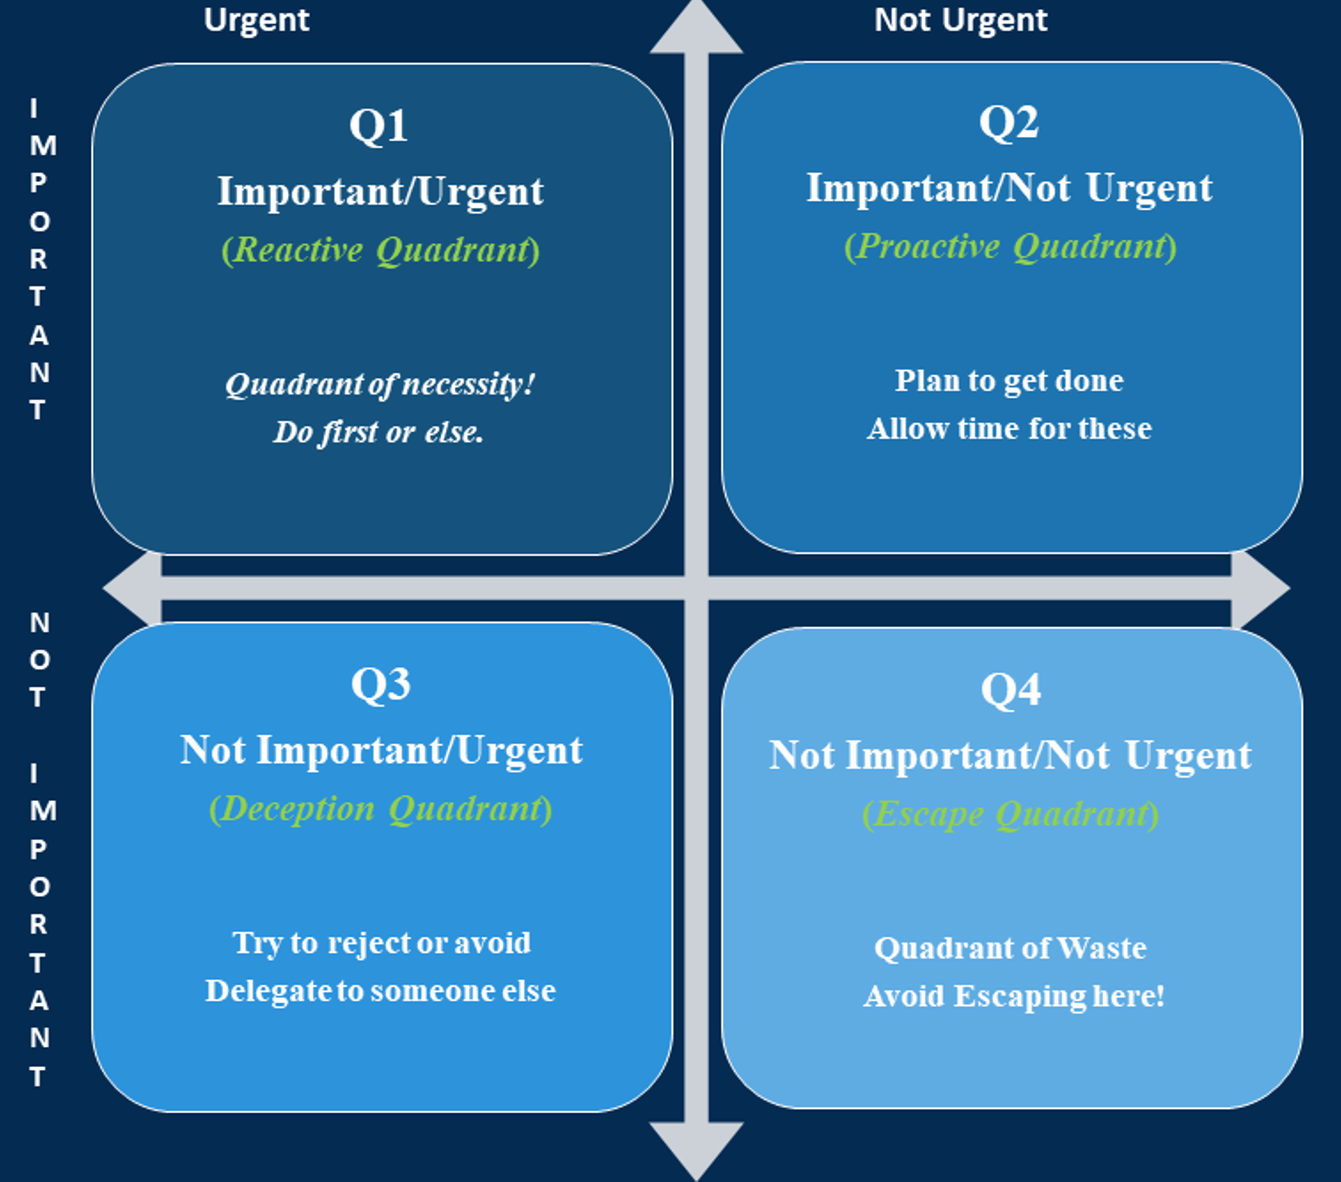 Urgent
Not Urgent
IMPORTANT
Q1
Important/Urgent
(Reactive Quadrant)
Quadrant of necessity!
Do first or else.
Q2
Important/Not Urgent
(Proactive Quadrant)
Plan to get done
Allow time for these
NOT IMPORTANT
Q3
Not Important/Urgent
(Deception Quadrant)
Try to reject or avoid
Delegate to someone else
Q4
Not Important/Not Urgent
(Escape Quadrant)
Quadrant of Waste
Avoid Escaping here!